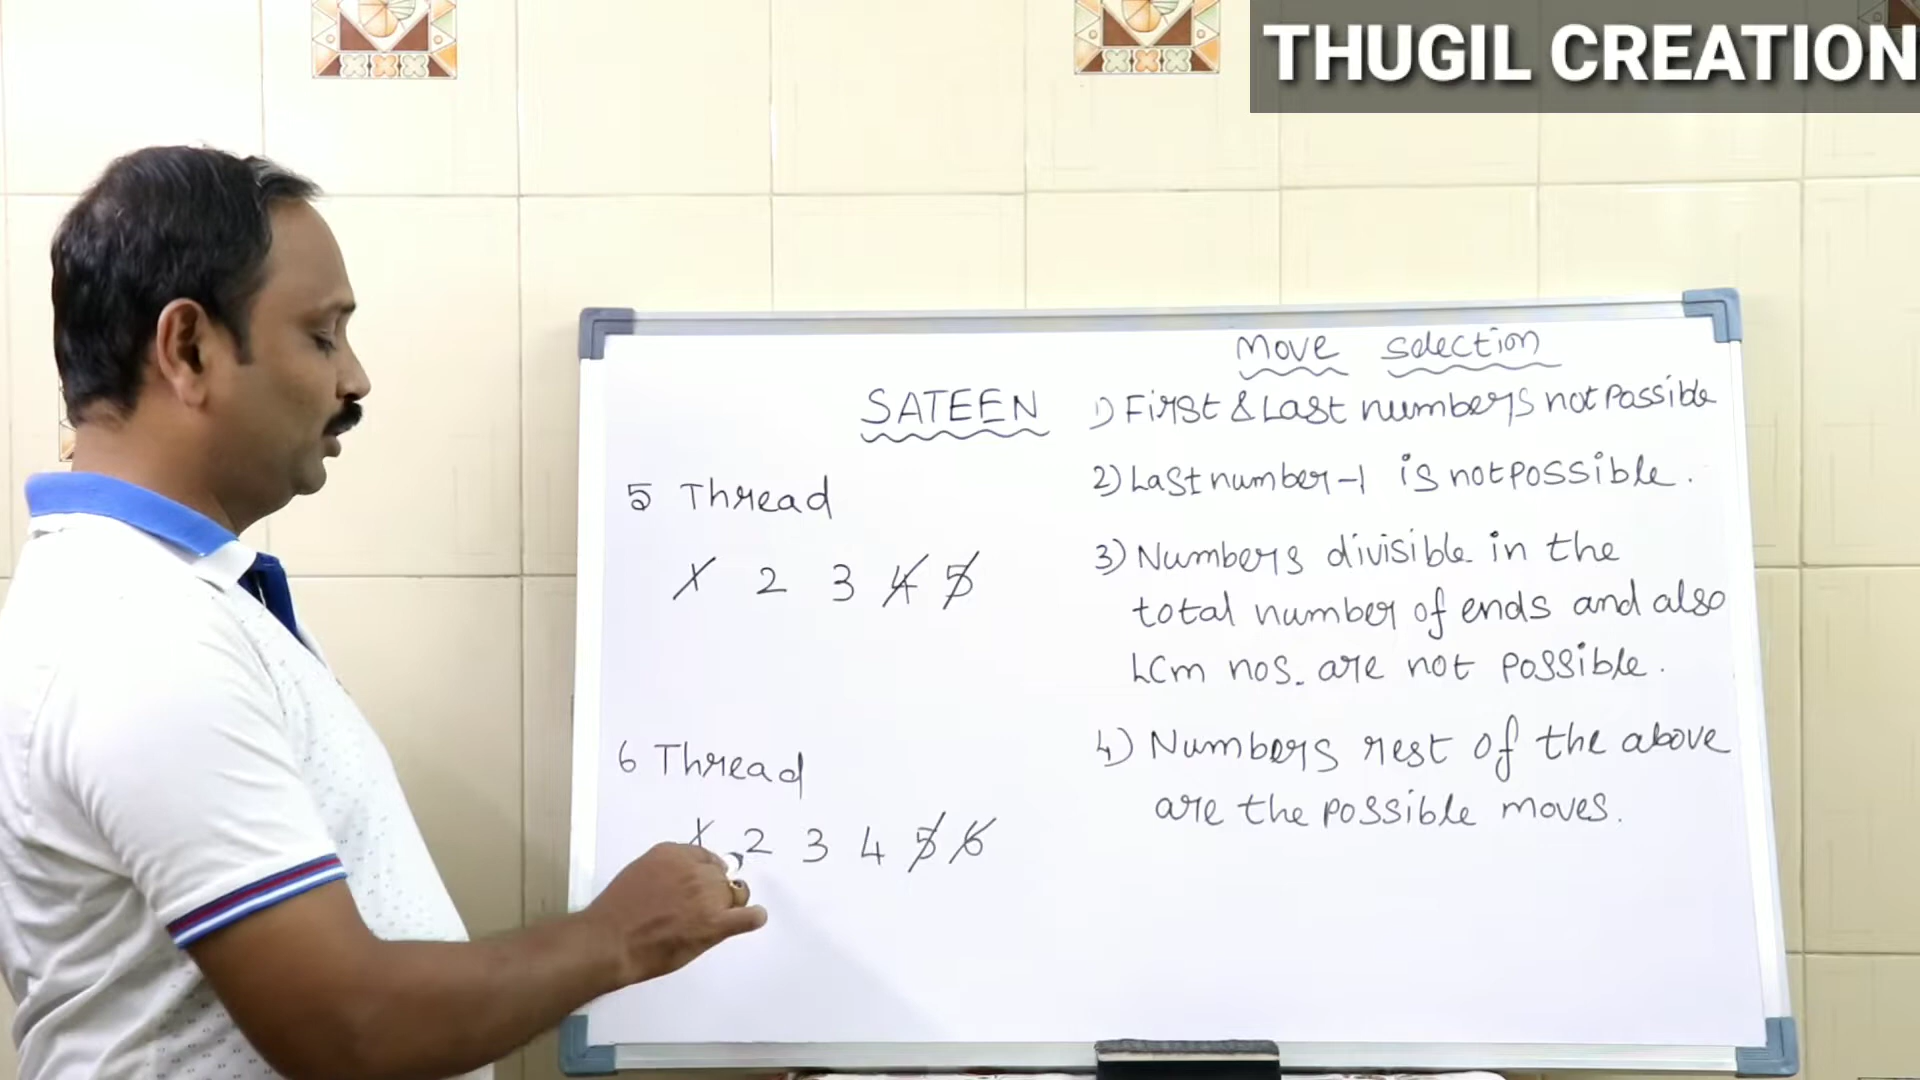 THUGIL CREATION
SATEEN
5 Thread
1 2 3 4 5
6 Thread
1 2 3 4 5 6
Move Selection
1) First & Last numbers not Possible
2) Last number-1 is not possible.
3) Numbers divisible in the
total number of ends and also
LCm nos. are not possible.
4) Numbers rest of the above
are the possible moves.